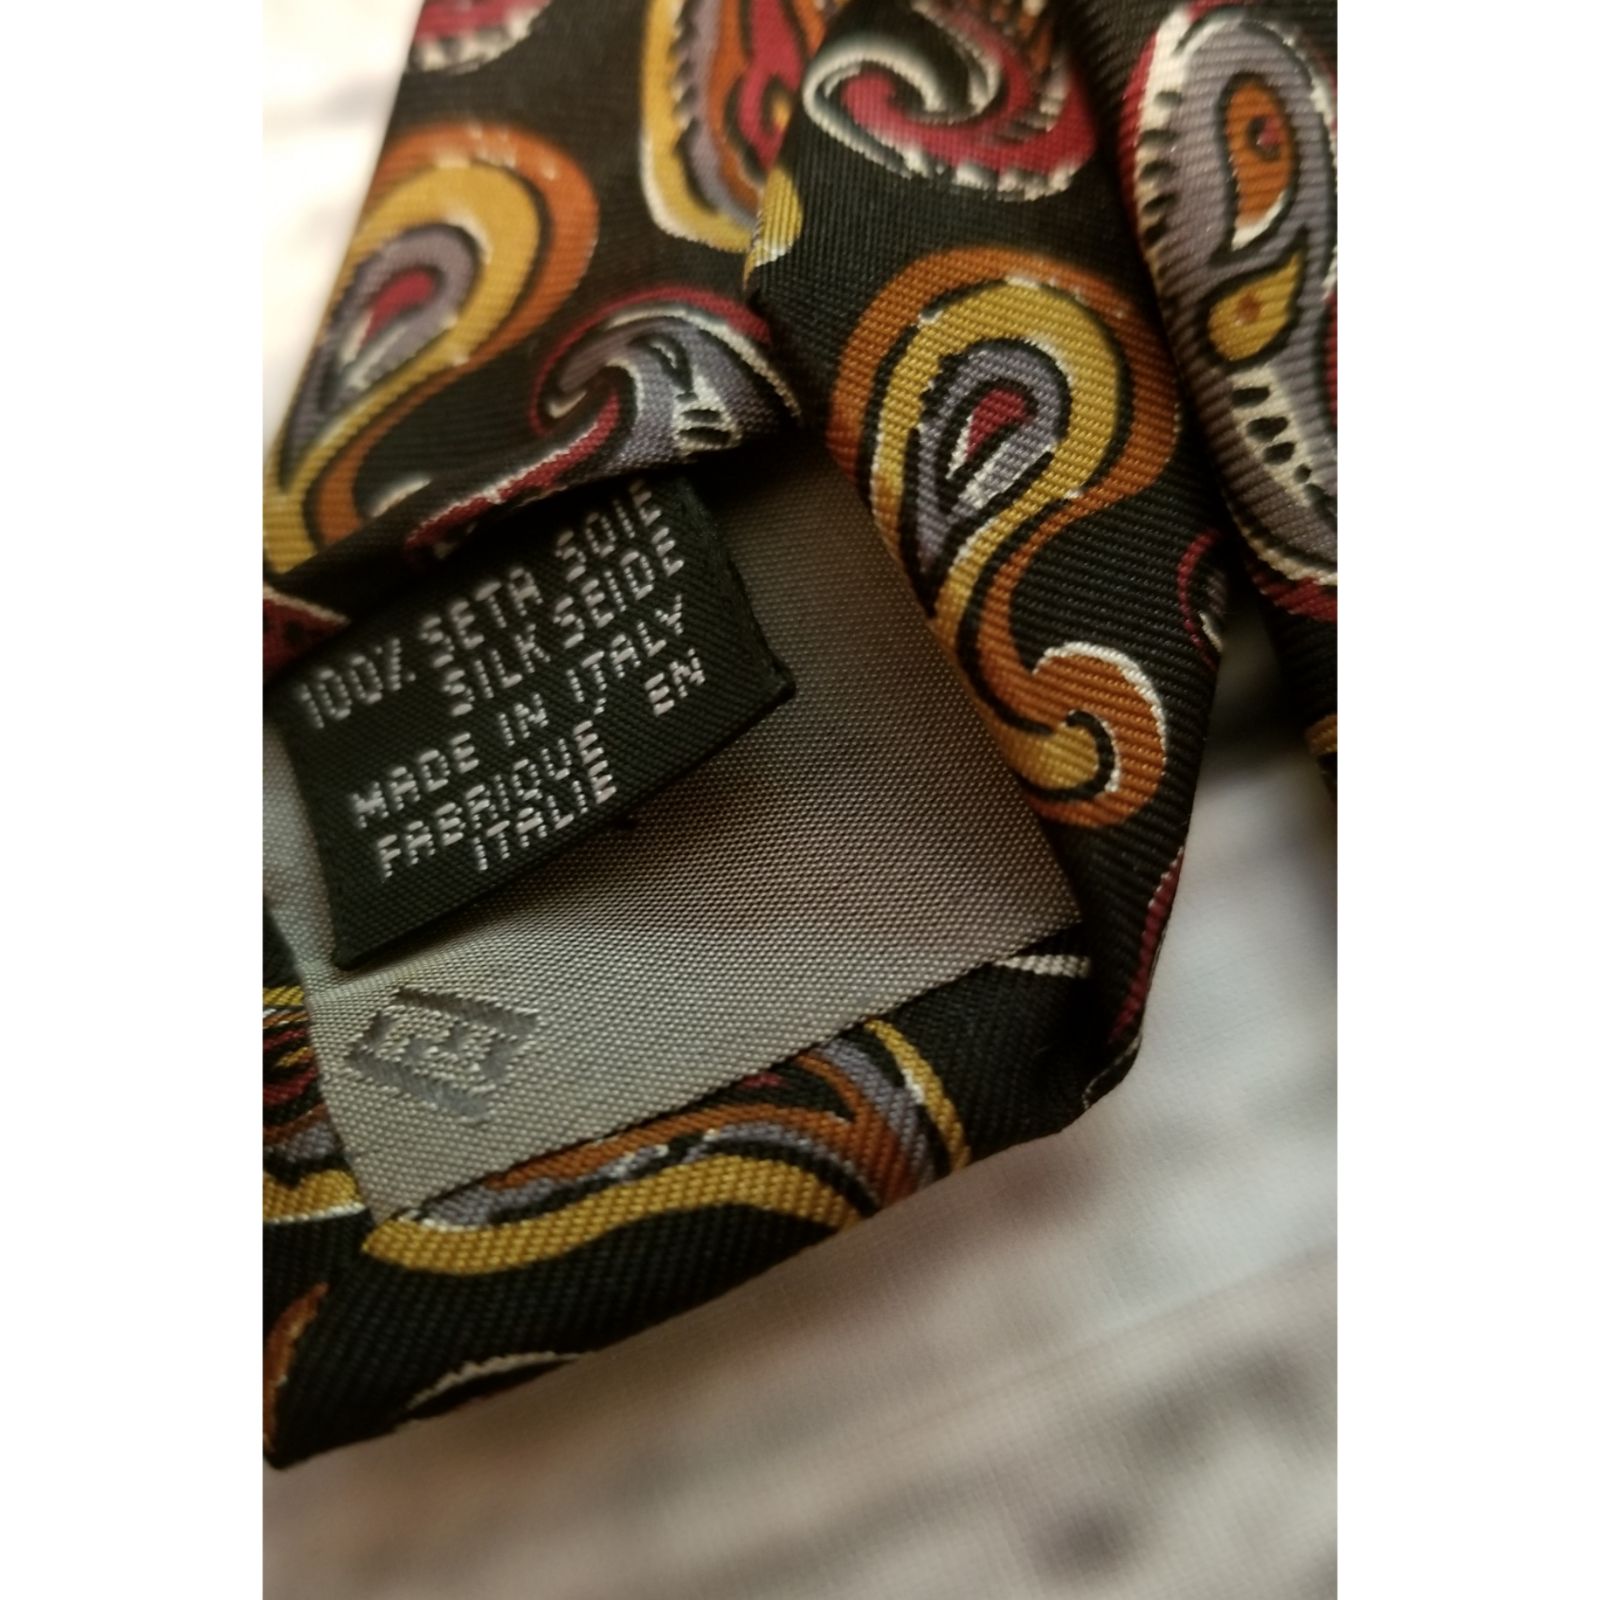 100% SETA SOIE
SILK SEIDE
MADE IN ITALY
FABRIQUE' EN
ITALIE